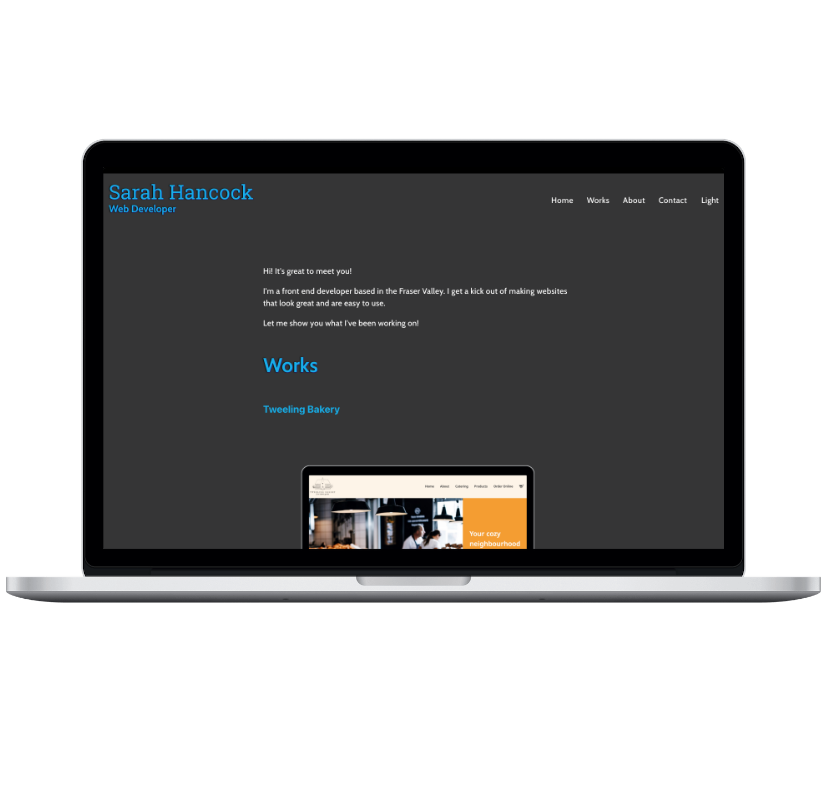 Sarah Hancock
Web Developer
Home Works About Contact Light
Hi! It's great to meet you!
I'm a front end developer based in the Fraser Valley. I get a kick out of making websites
that look great and are easy to use.
Let me show you what I've been working on!
Works
Tweeling Bakery
Home About Catering Products Order Online
Your cozy
neighbourhood